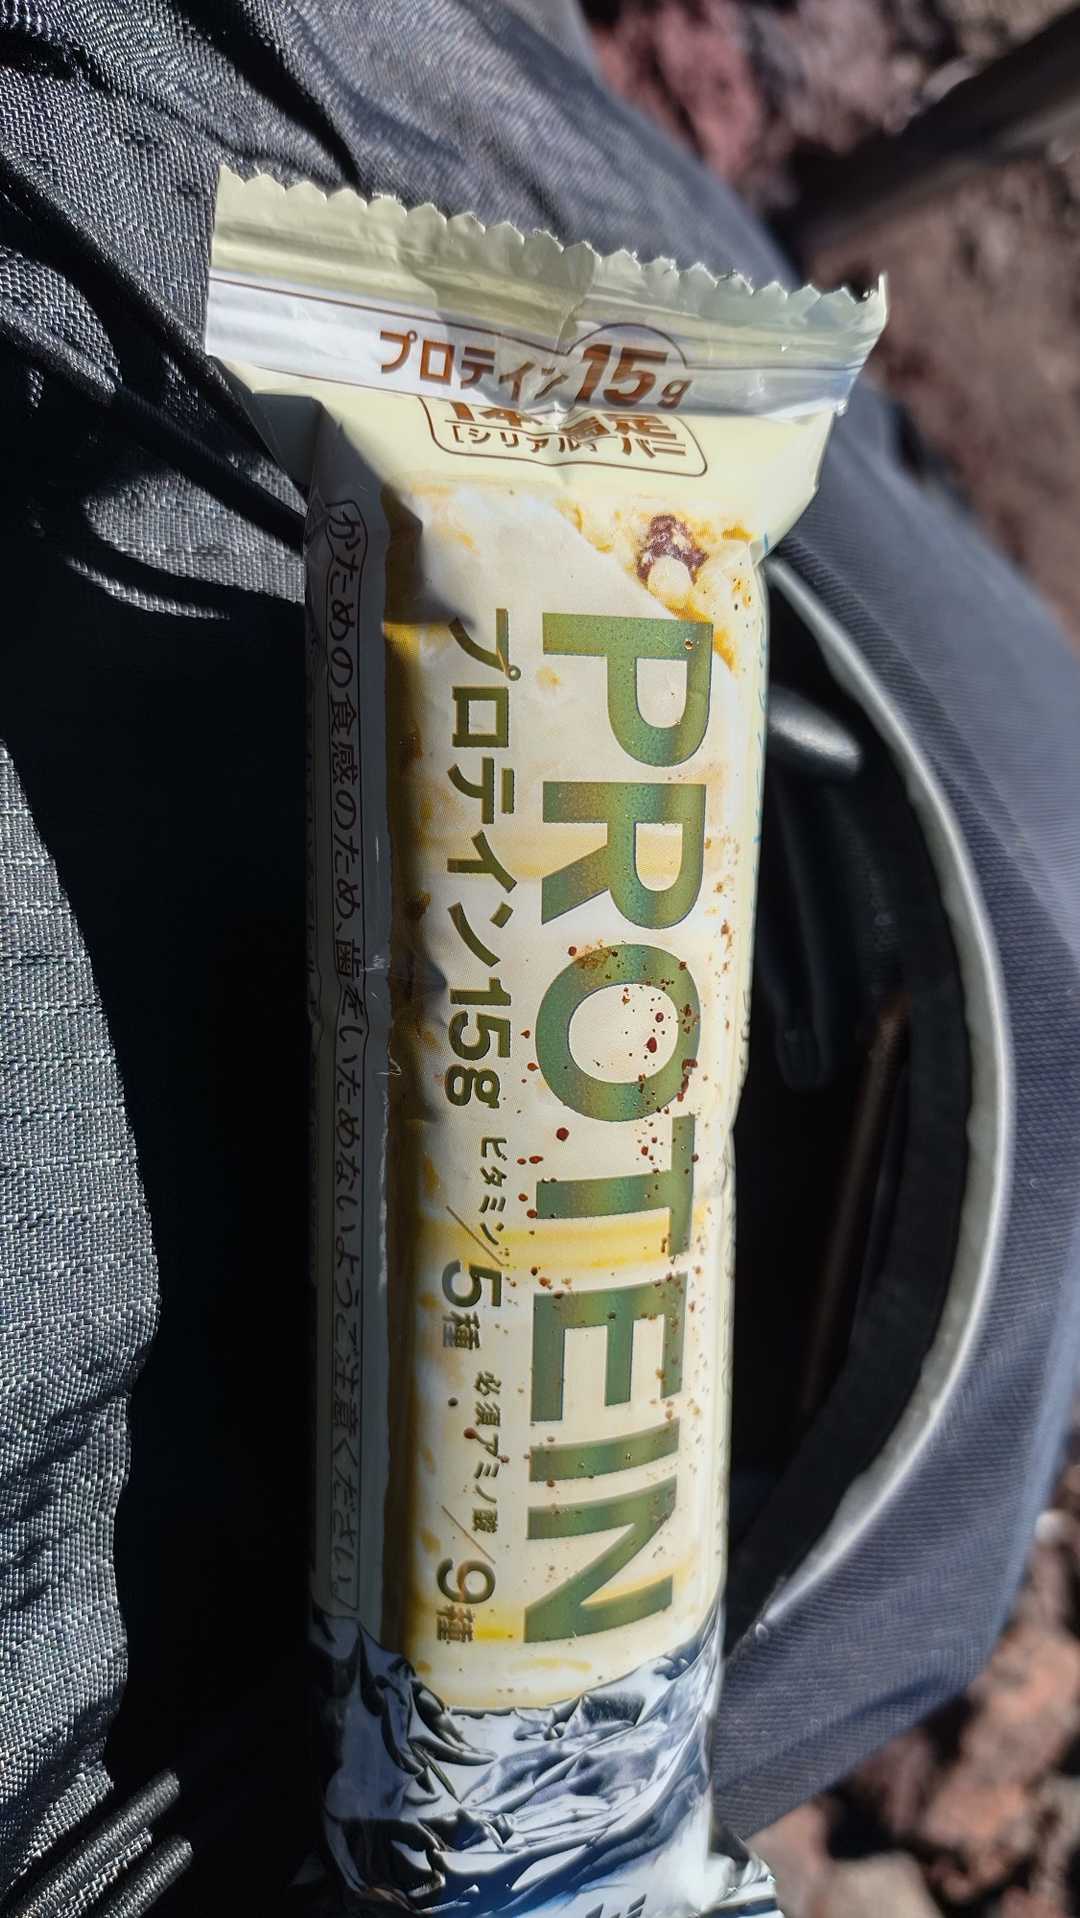 プロテイン15g
1本満足
[シリアル バー]
PROTEIN
プロテイン15g ビタミン/5種 必須アミノ酸/9種
かための食感のため、歯をいためないようご注意ください。